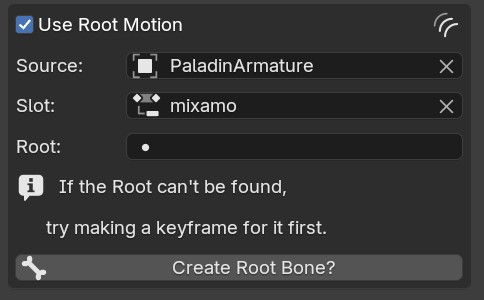 Use Root Motion
Source: PaladinArmature
Slot: mixamo
Root:
If the Root can't be found,
try making a keyframe for it first.
Create Root Bone?